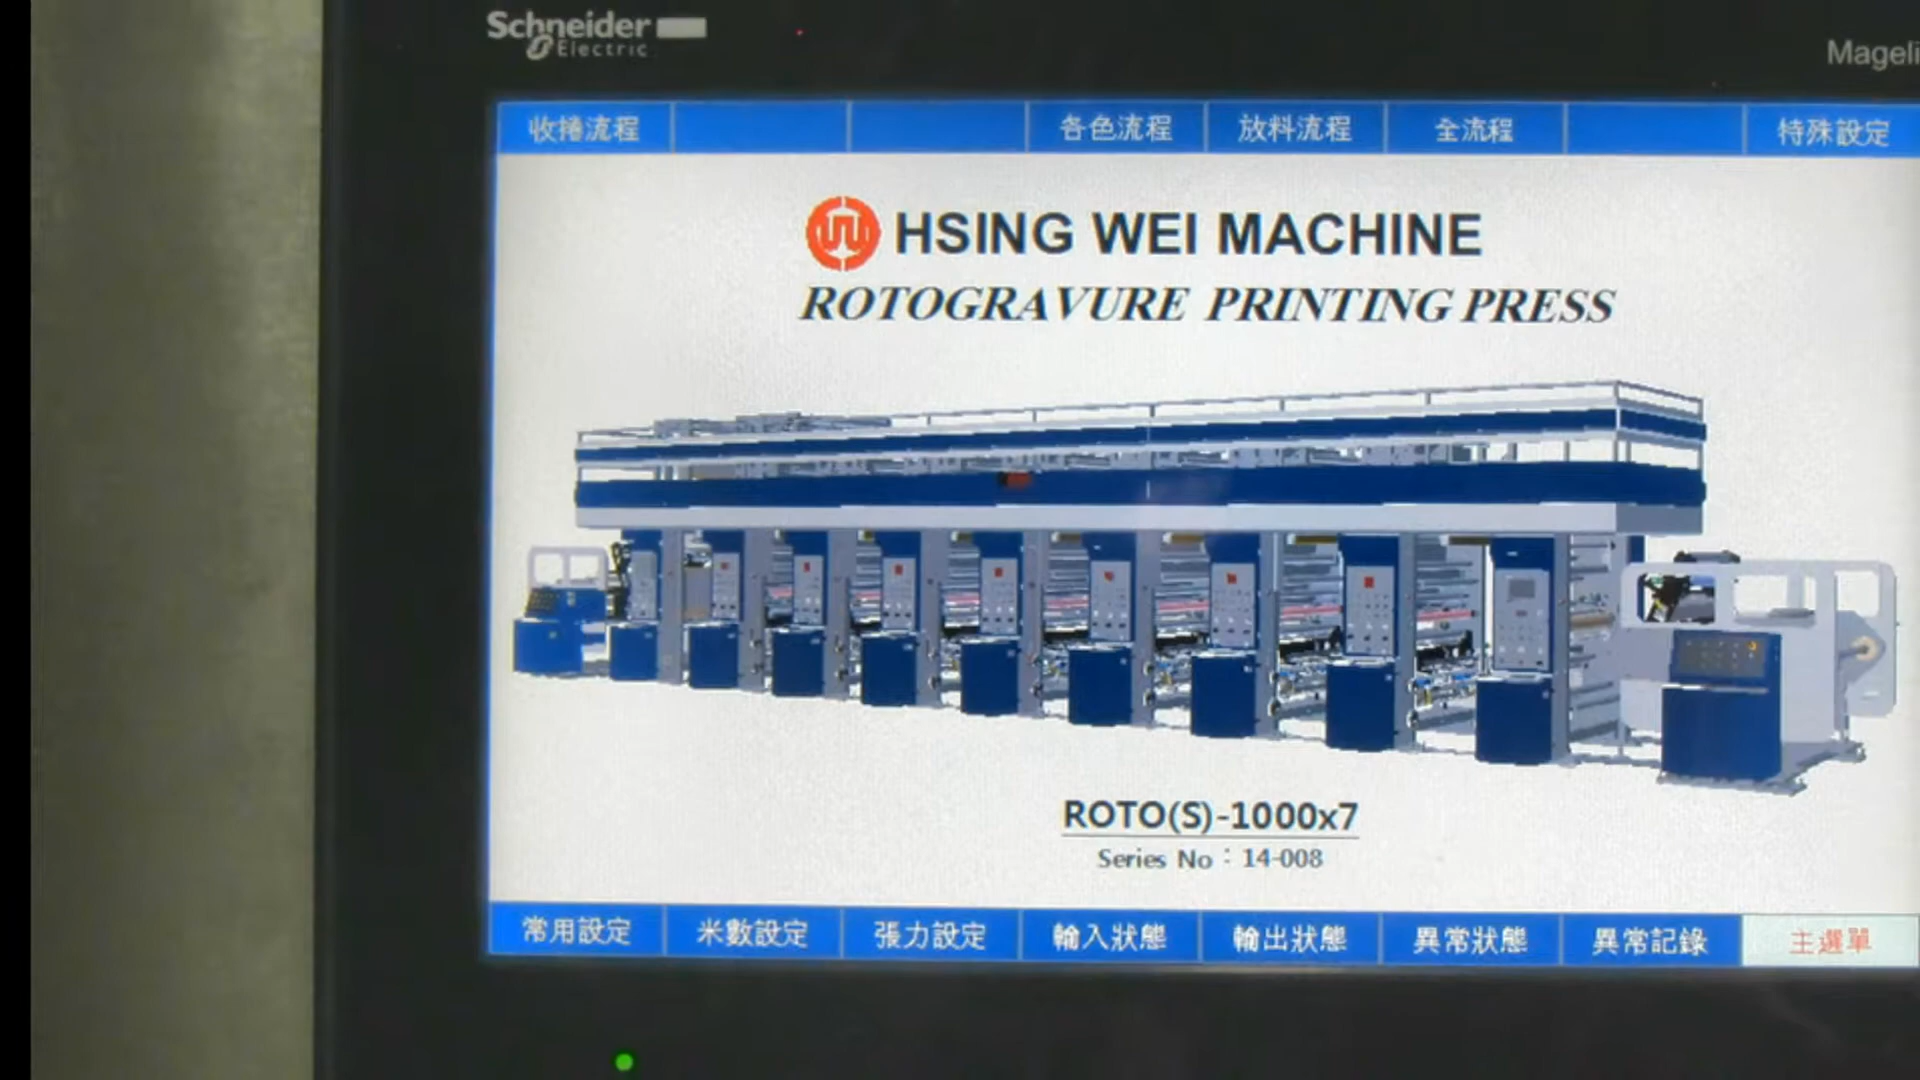 Schneider
Electric
Mageli
收捲流程 各色流程 放料流程 全流程 特殊設定
HSING WEI MACHINE
ROTOGRAVURE PRINTING PRESS
ROTO(S)-1000x7
Series No：14-008
常用設定 米數設定 張力設定 輸入狀態 輸出狀態 異常狀態 異常記錄 主選單